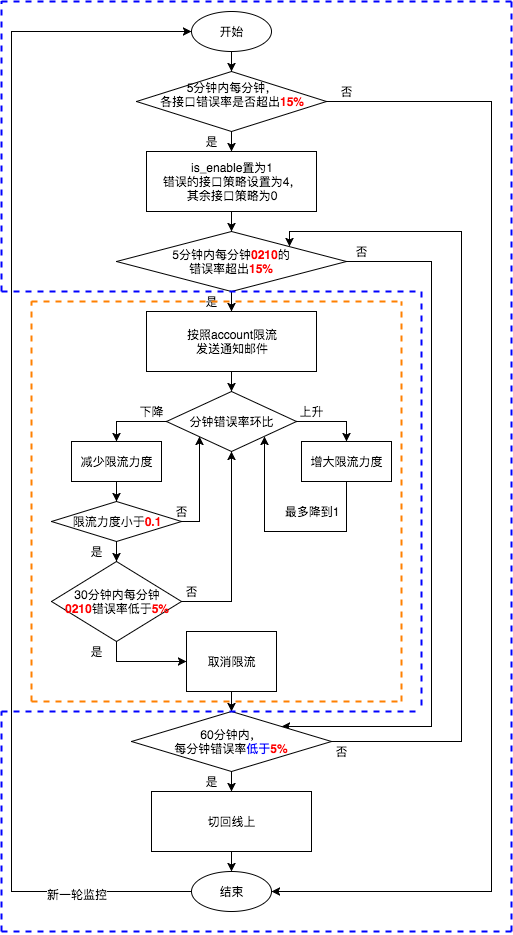 开始
5分钟内每分钟，
各接口错误率是否超出15%
否
是
is_enable置为1
错误的接口策略设置为4，
其余接口策略为0
5分钟内每分钟0210的
错误率超出15%
否
是
按照account限流
发送通知邮件
分钟错误率环比
下降
上升
减少限流力度
增大限流力度
限流力度小于0.1
否
最多降到1
是
30分钟内每分钟
0210错误率低于5%
否
是
取消限流
60分钟内，
每分钟错误率低于5%
否
是
切回线上
结束
新一轮监控